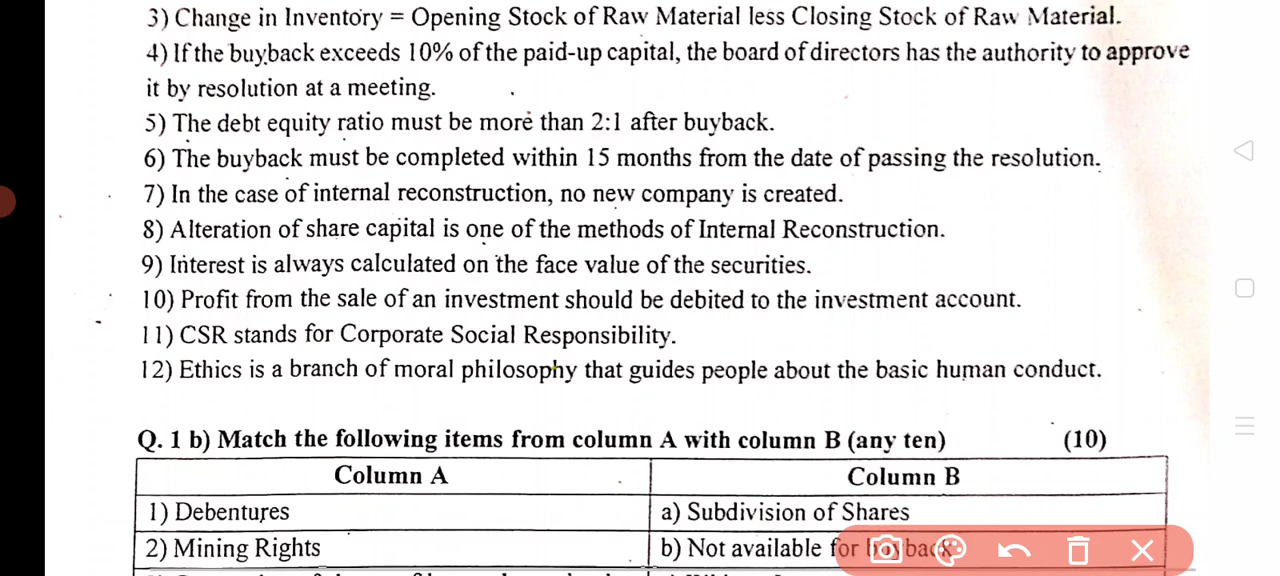 3) Change in Inventory = Opening Stock of Raw Material less Closing Stock of Raw Material.
4) If the buyback exceeds 10% of the paid-up capital, the board of directors has the authority to approve
it by resolution at a meeting.
5) The debt equity ratio must be more than 2:1 after buyback.
6) The buyback must be completed within 15 months from the date of passing the resolution.
7) In the case of internal reconstruction, no new company is created.
8) Alteration of share capital is one of the methods of Internal Reconstruction.
9) Interest is always calculated on the face value of the securities.
10) Profit from the sale of an investment should be debited to the investment account.
11) CSR stands for Corporate Social Responsibility.
12) Ethics is a branch of moral philosophy that guides people about the basic human conduct.
Q. 1 b) Match the following items from column A with column B (any ten) (10)
Column A Column B
1) Debentures a) Subdivision of Shares
2) Mining Rights b) Not available for buyback